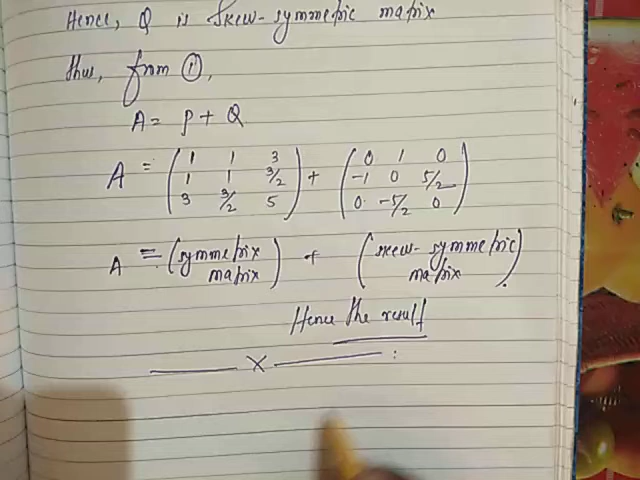 Hence, Q is skew-symmetric matrix
thus, from ①,
A = P + Q
A = (1 1 3) + (0 1 0)
(1 1 3/2) (-1 0 5/2)
(3 3/2 5) (0 -5/2 0)
A = (symmetrix matrix) + (skew-symmetric matrix).
Hence the result
x